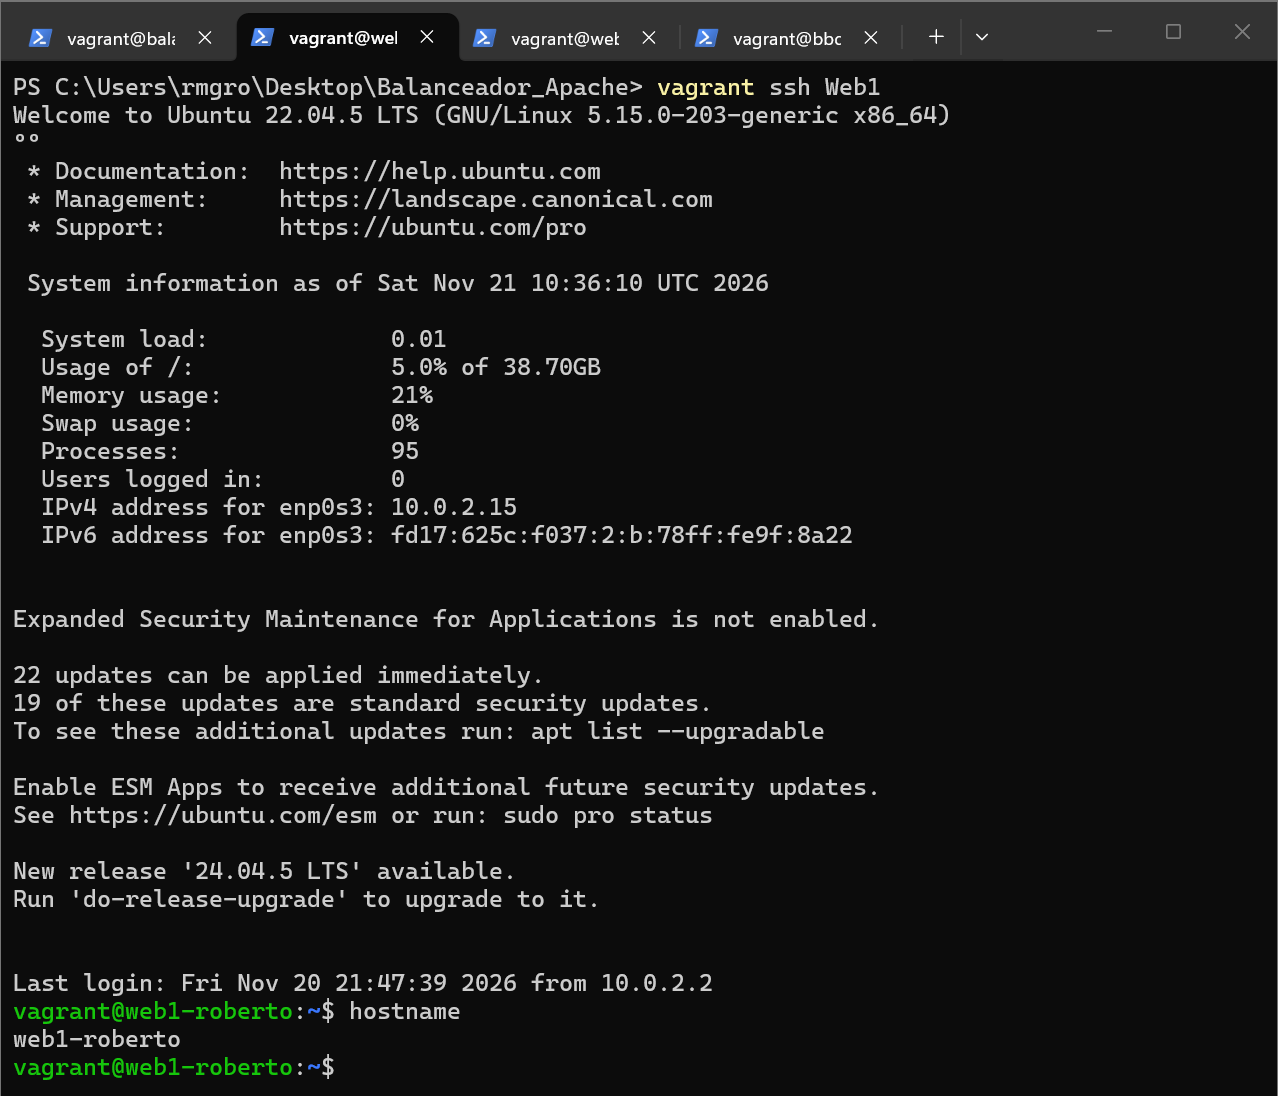 vagrant@bala
vagrant@wel
vagrant@web
vagrant@bbc
PS C:\Users\rmgro\Desktop\Balanceador_Apache> vagrant ssh Web1
Welcome to Ubuntu 22.04.5 LTS (GNU/Linux 5.15.0-203-generic x86_64)
°°
* Documentation: https://help.ubuntu.com
* Management: https://landscape.canonical.com
* Support: https://ubuntu.com/pro
System information as of Sat Nov 21 10:36:10 UTC 2026
System load: 0.01
Usage of /: 5.0% of 38.70GB
Memory usage: 21%
Swap usage: 0%
Processes: 95
Users logged in: 0
IPv4 address for enp0s3: 10.0.2.15
IPv6 address for enp0s3: fd17:625c:f037:2:b:78ff:fe9f:8a22
Expanded Security Maintenance for Applications is not enabled.
22 updates can be applied immediately.
19 of these updates are standard security updates.
To see these additional updates run: apt list --upgradable
Enable ESM Apps to receive additional future security updates.
See https://ubuntu.com/esm or run: sudo pro status
New release '24.04.5 LTS' available.
Run 'do-release-upgrade' to upgrade to it.
Last login: Fri Nov 20 21:47:39 2026 from 10.0.2.2
vagrant@web1-roberto:~$ hostname
web1-roberto
vagrant@web1-roberto:~$